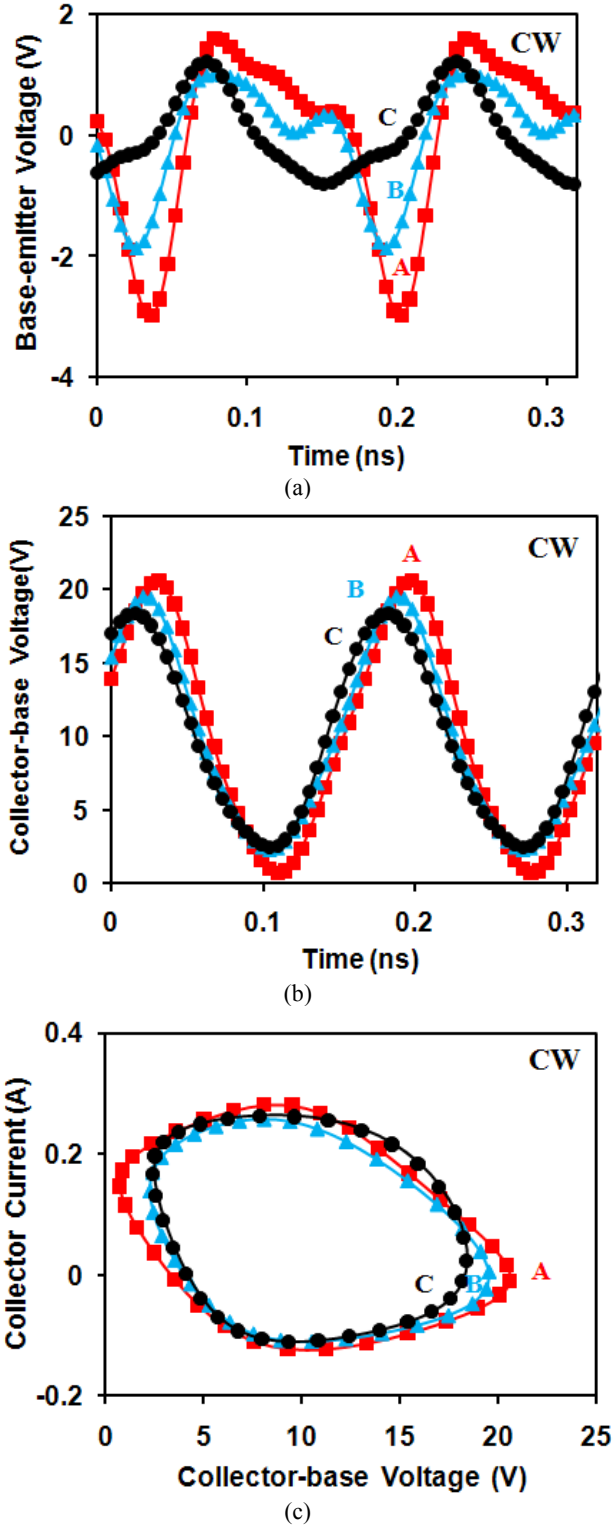 2
CW
0
C
B
-2
A
-4
0 0.1 0.2 0.3
Base-emitter Voltage (V)
Time (ns)
(a)
25
A
CW
20
B
C
15
10
5
0
0 0.1 0.2 0.3
Collector-base Voltage(V)
Time (ns)
(b)
0.4
CW
0.2
0
C B A
-0.2
0 5 10 15 20 25
Collector Current (A)
Collector-base Voltage (V)
(c)